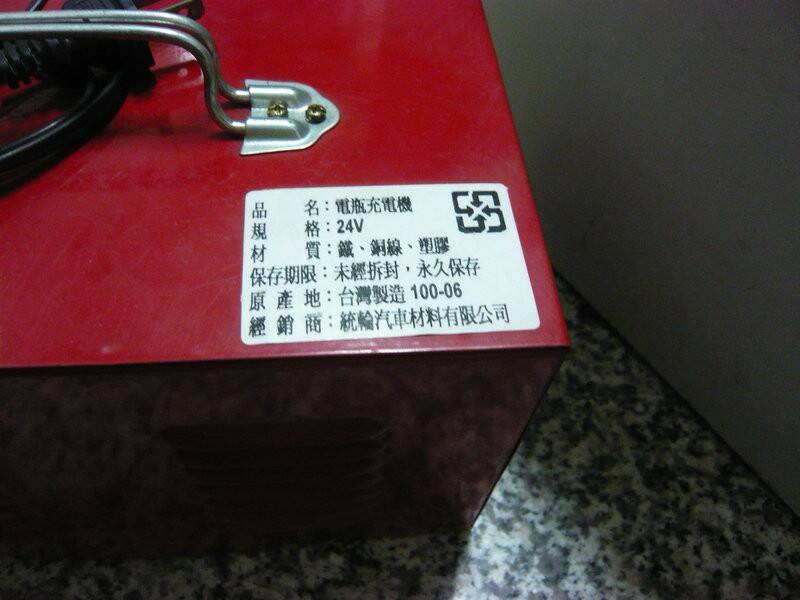 品名：電瓶充電機
規格：24V
材質：鐵、銅線、塑膠
保存期限：未經拆封，永久保存
原產地：台灣製造 100-06
經銷商：統輪汽車材料有限公司